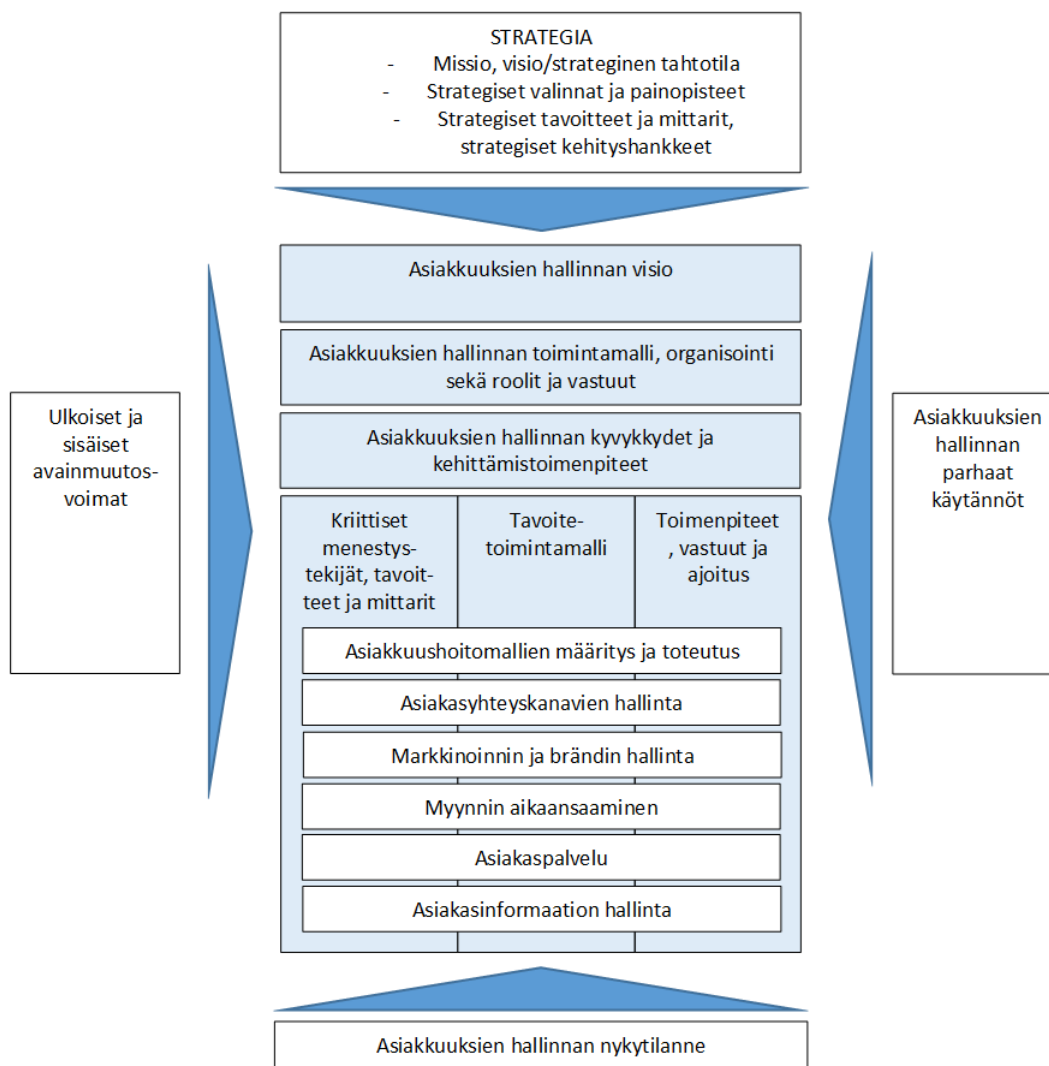 STRATEGIA
- Missio, visio/strateginen tahtotila
- Strategiset valinnat ja painopisteet
- Strategiset tavoitteet ja mittarit,
strategiset kehityshankkeet
Asiakkuuksien hallinnan visio
Asiakkuuksien hallinnan toimintamalli, organisointi
sekä roolit ja vastuut
Asiakkuuksien hallinnan kyvykkydet ja
kehittämistoimenpiteet
Ulkoiset ja
sisäiset
avainmuutos-
voimat
Asiakkuuksien
hallinnan
parhaat
käytännöt
Kriittiset
menestys-
tekijät, tavoit-
teet ja mittarit
Tavoite-
toimintamalli
Toimenpiteet
, vastuut ja
ajoitus
Asiakkuushoitomallien määritys ja toteutus
Asiakasyhteyskanavien hallinta
Markkinoinnin ja brändin hallinta
Myynnin aikaansaaminen
Asiakaspalvelu
Asiakasinformaation hallinta
Asiakkuuksien hallinnan nykytilanne